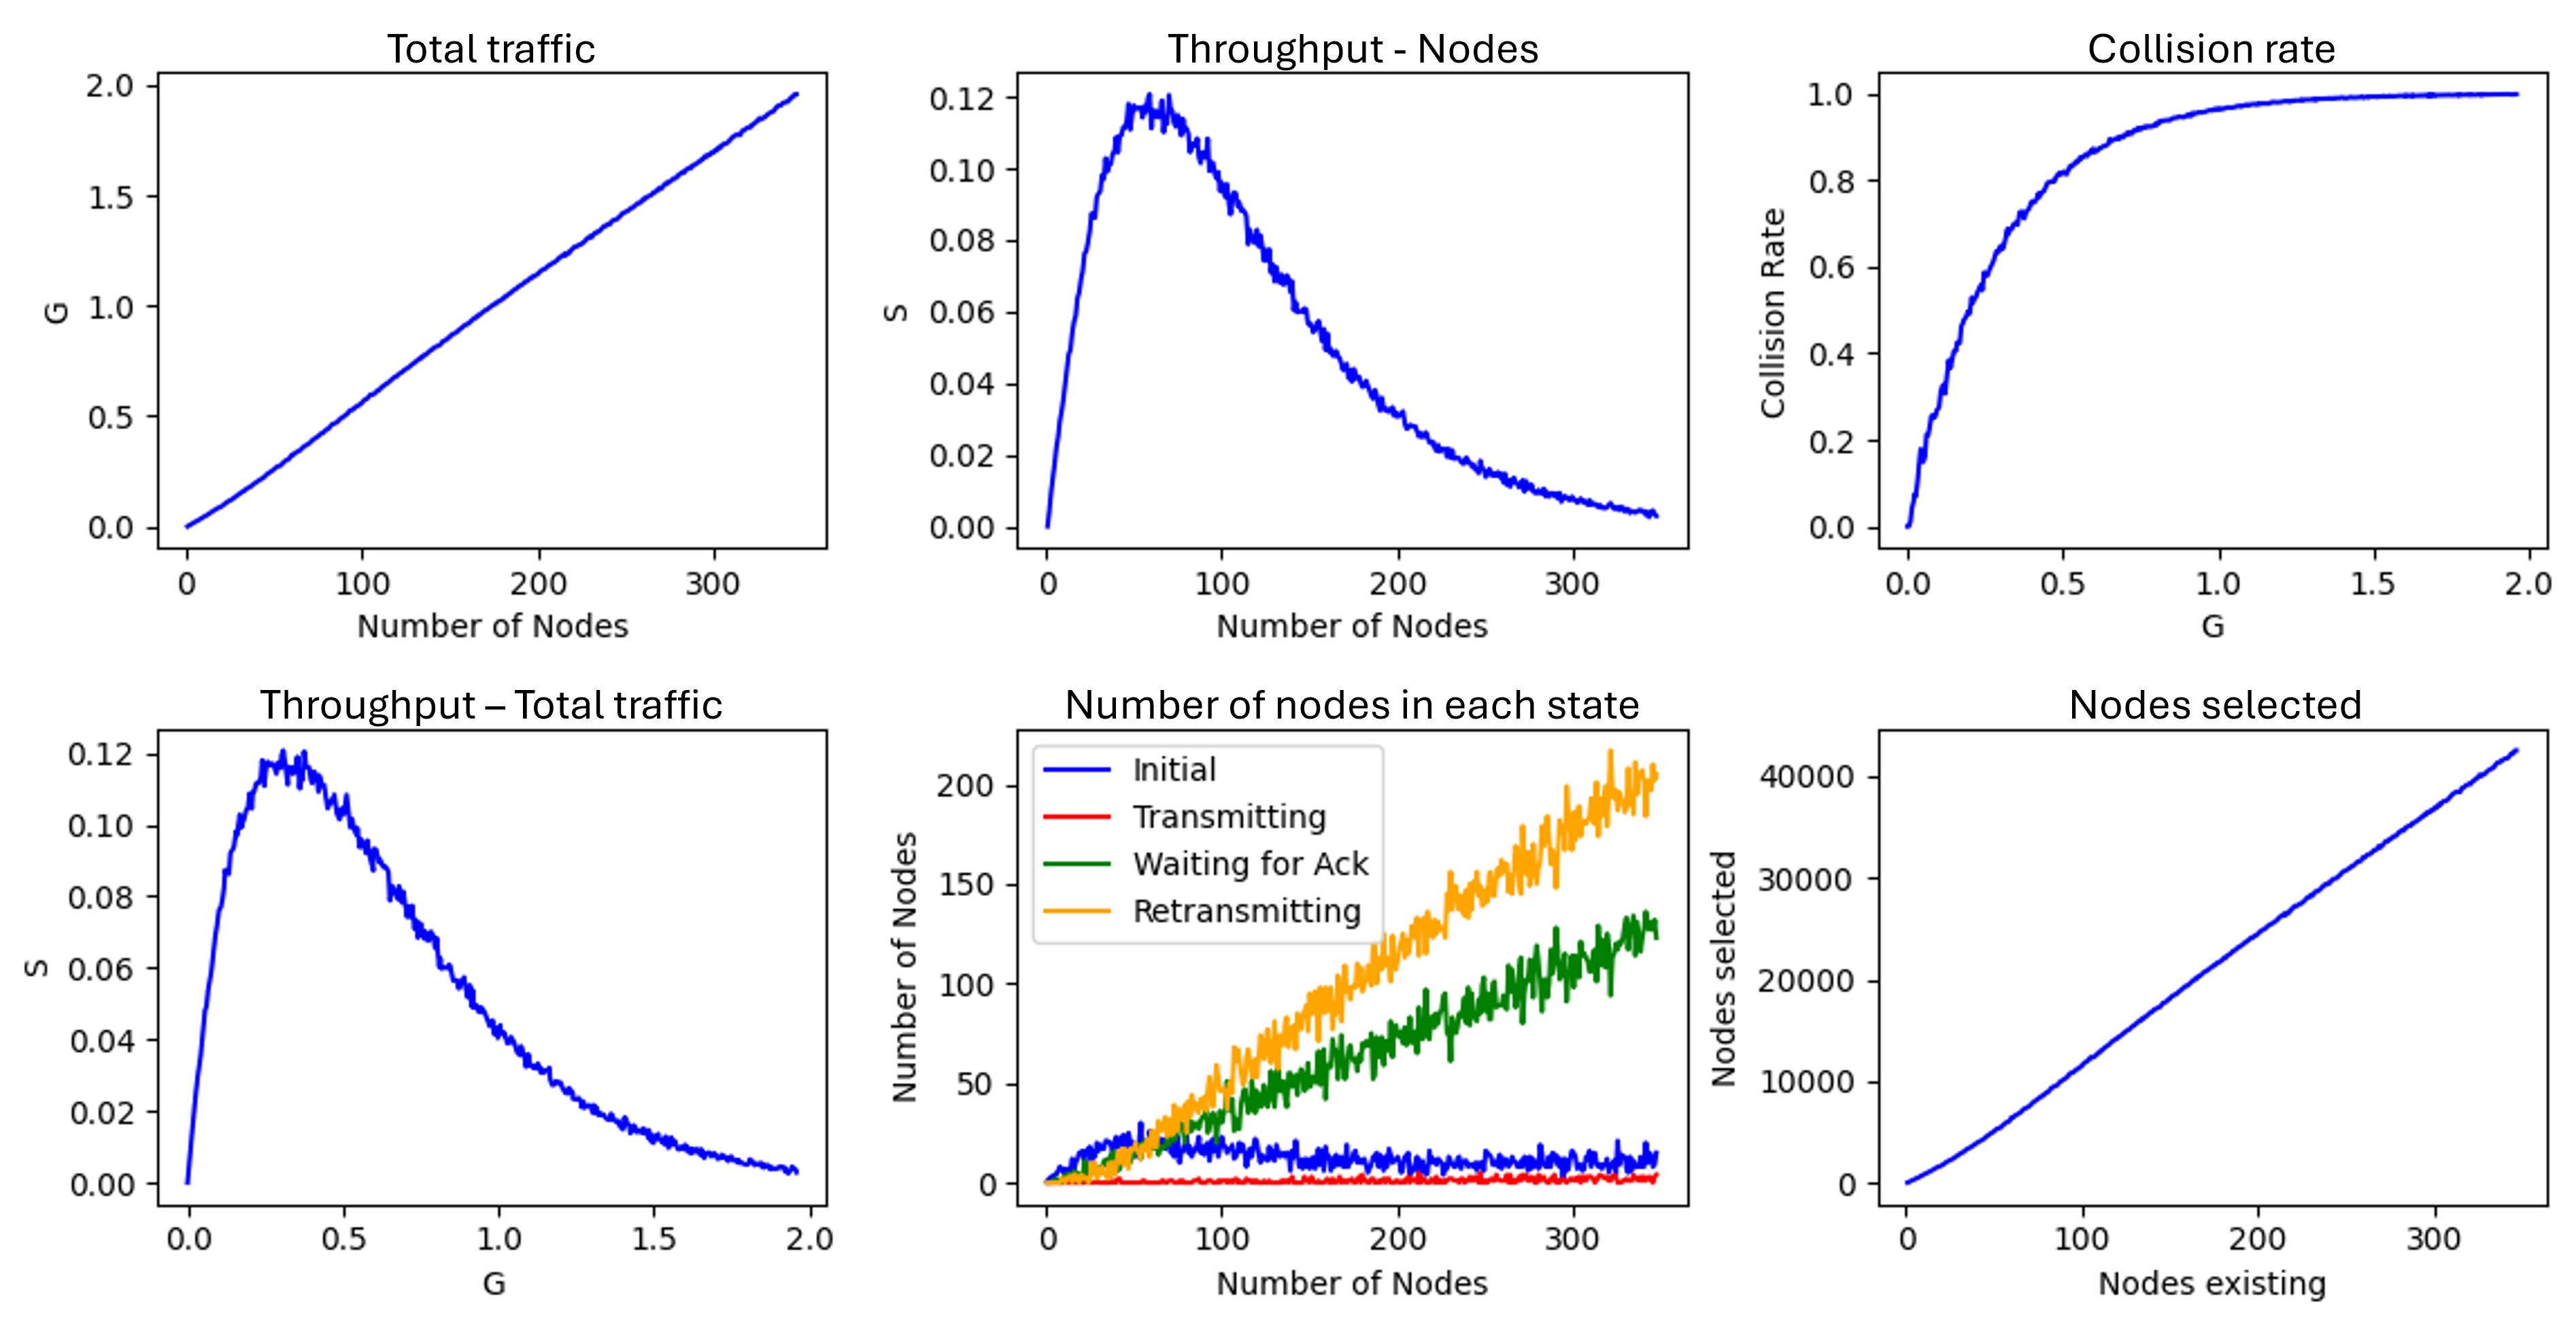 Total traffic
2.0
1.5
1.0
0.5
0.0
G
0 100 200 300
Number of Nodes
Throughput - Nodes
0.12
0.10
0.08
0.06
0.04
0.02
0.00
S
0 100 200 300
Number of Nodes
Collision rate
1.0
0.8
0.6
0.4
0.2
0.0
Collision Rate
0.0 0.5 1.0 1.5 2.0
G
Throughput – Total traffic
0.12
0.10
0.08
0.06
0.04
0.02
0.00
S
0.0 0.5 1.0 1.5 2.0
G
Number of nodes in each state
Initial
Transmitting
Waiting for Ack
Retransmitting
200
150
100
50
0
Number of Nodes
0 100 200 300
Number of Nodes
Nodes selected
40000
30000
20000
10000
0
Nodes selected
0 100 200 300
Nodes existing